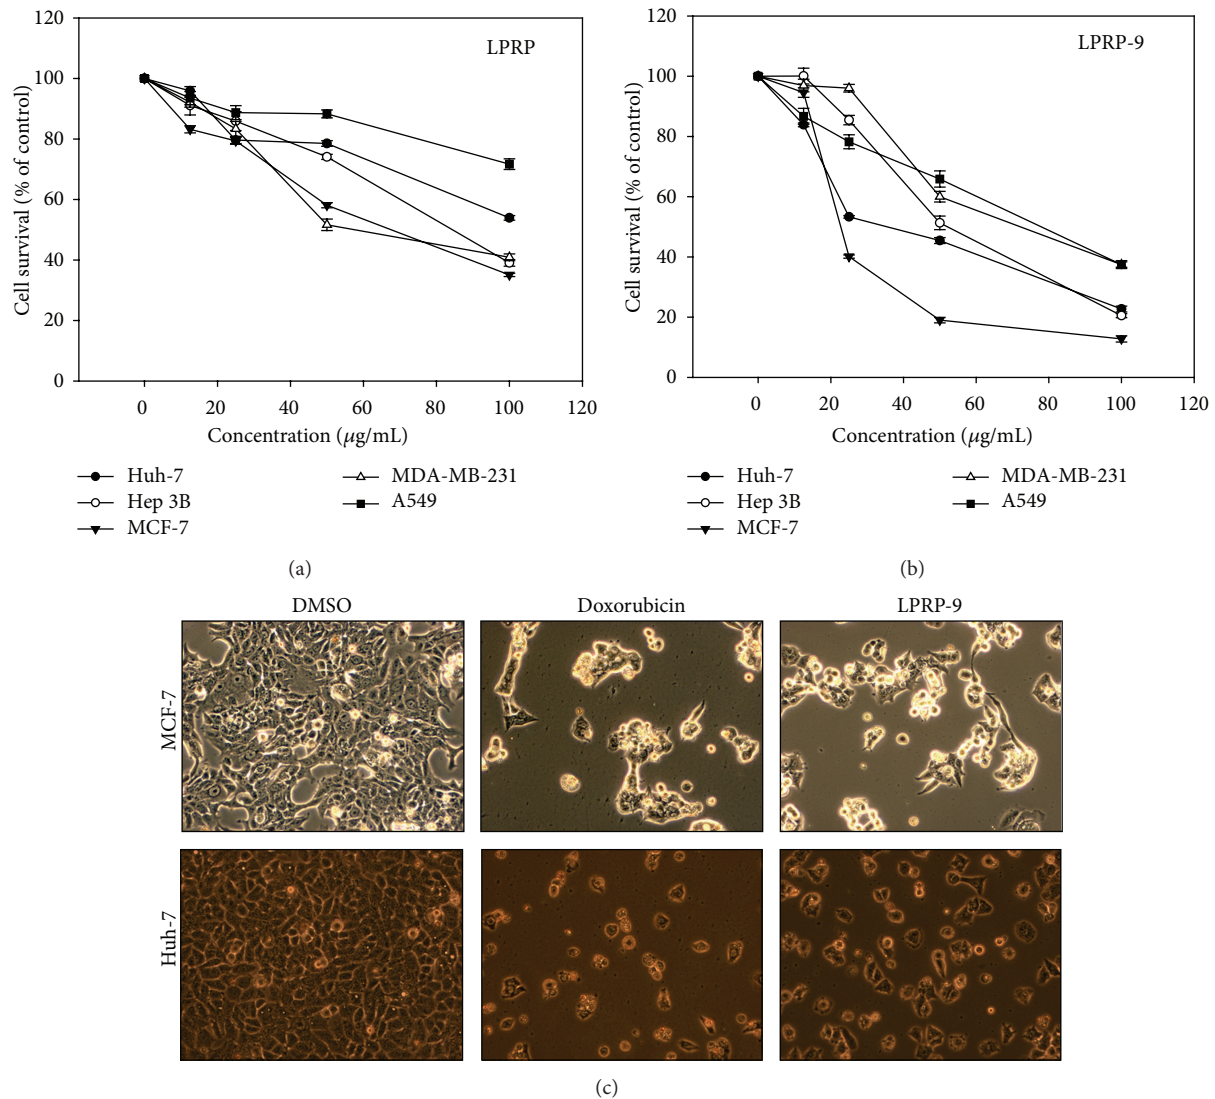 LPRP
Cell survival (% of control)
120
100
80
60
40
20
0
0 20 40 60 80 100 120
Concentration (μg/mL)
Huh-7
Hep 3B
MCF-7
MDA-MB-231
A549
(a)
LPRP-9
Cell survival (% of control)
120
100
80
60
40
20
0
0 20 40 60 80 100 120
Concentration (μg/mL)
Huh-7
Hep 3B
MCF-7
MDA-MB-231
A549
(b)
DMSO Doxorubicin LPRP-9
MCF-7
Huh-7
(c)